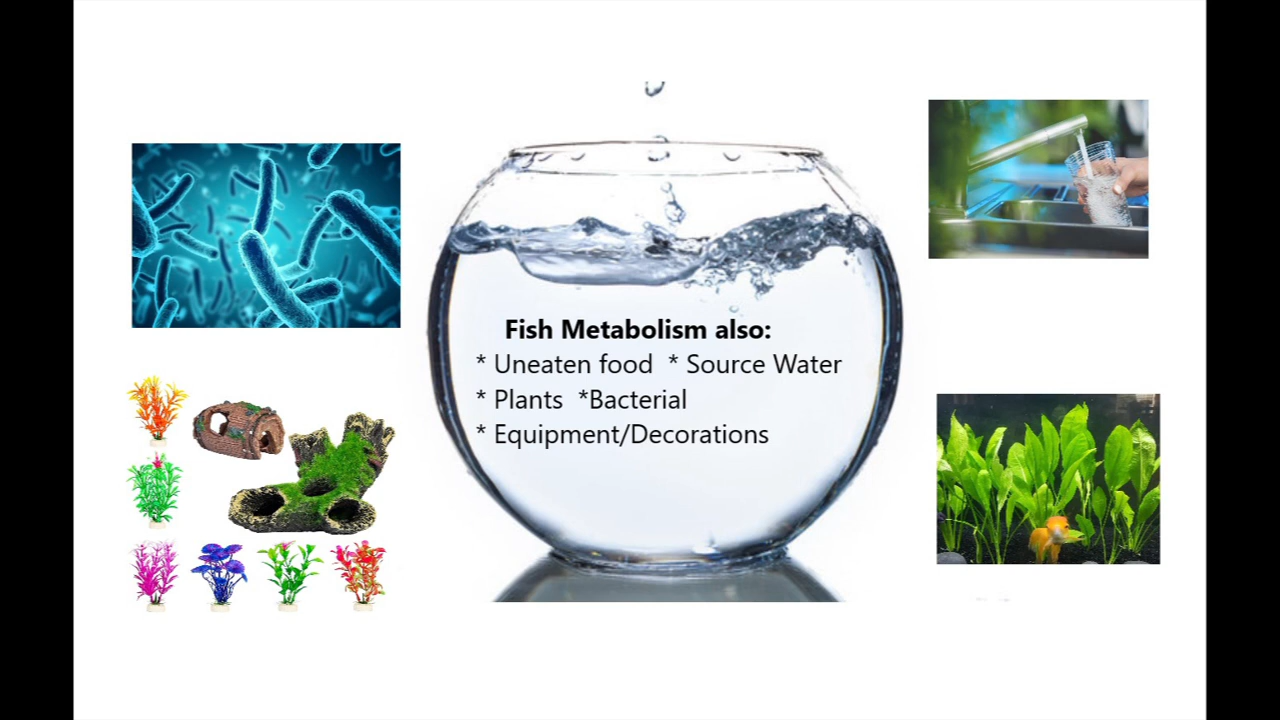 Fish Metabolism also:
* Uneaten food * Source Water
* Plants *Bacterial
* Equipment/Decorations